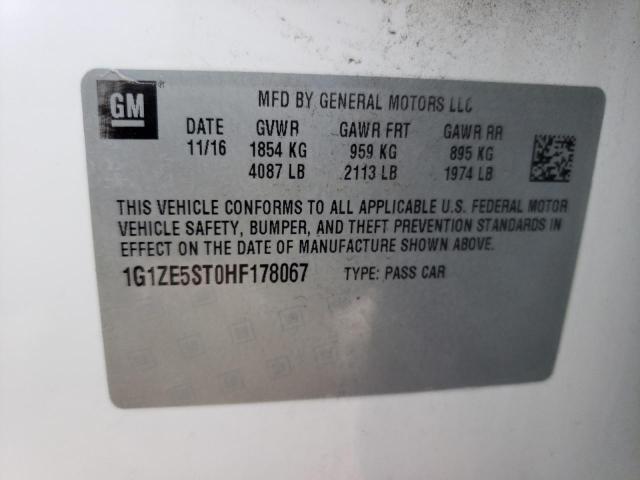 GM ®
MFD BY GENERAL MOTORS LLC
DATE GVWR GAWR FRT GAWR RR
11/16 1854 KG 959 KG 895 KG
4087 LB 2113 LB 1974 LB
THIS VEHICLE CONFORMS TO ALL APPLICABLE U.S. FEDERAL MOTOR
VEHICLE SAFETY, BUMPER, AND THEFT PREVENTION STANDARDS IN
EFFECT ON THE DATE OF MANUFACTURE SHOWN ABOVE.
1G1ZE5ST0HF178067 TYPE: PASS CAR